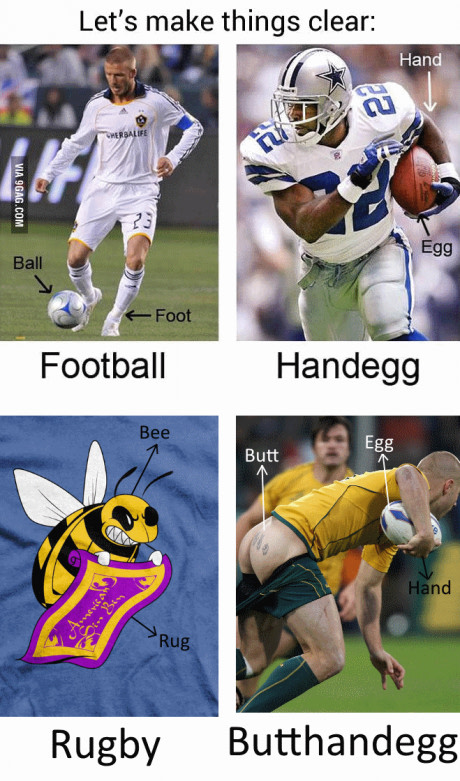 Let's make things clear:
HERBALIFE
23
VIA 9GAG.COM
Ball
Foot
Hand
22
22
22
Egg
Football
Handegg
Bee
Rug
Butt
Egg
Hand
Rugby
Butthandegg